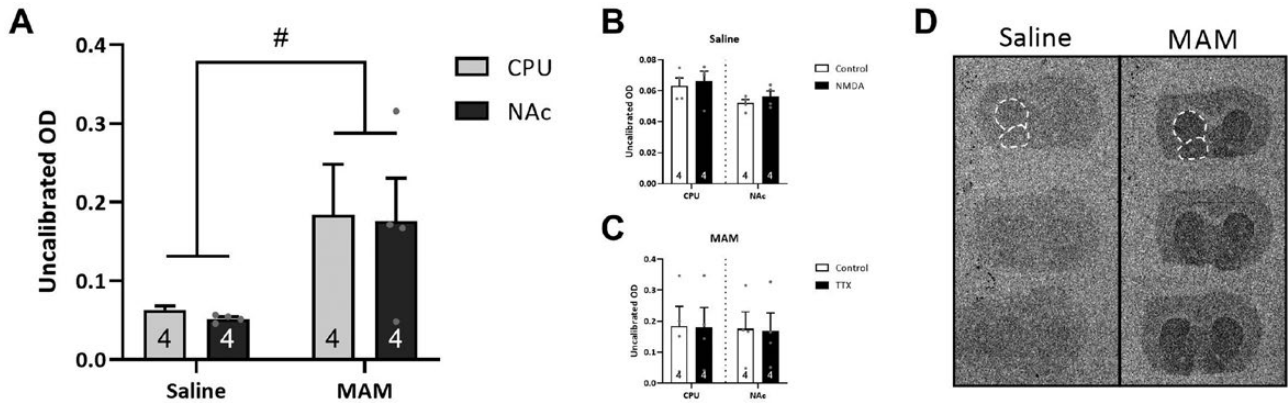 A
#
0.4
0.3
0.2
0.1
0.0
Uncalibrated OD
CPU
NAc
4
4
4
4
Saline
MAM
B
Saline
0.08
0.06
0.04
0.02
0.00
Uncalibrated OD
Control
NMDA
4
4
4
4
CPU
NAc
C
MAM
0.4
0.3
0.2
0.1
0.0
Uncalibrated OD
Control
TTX
4
4
4
4
CPU
NAc
D
Saline
MAM